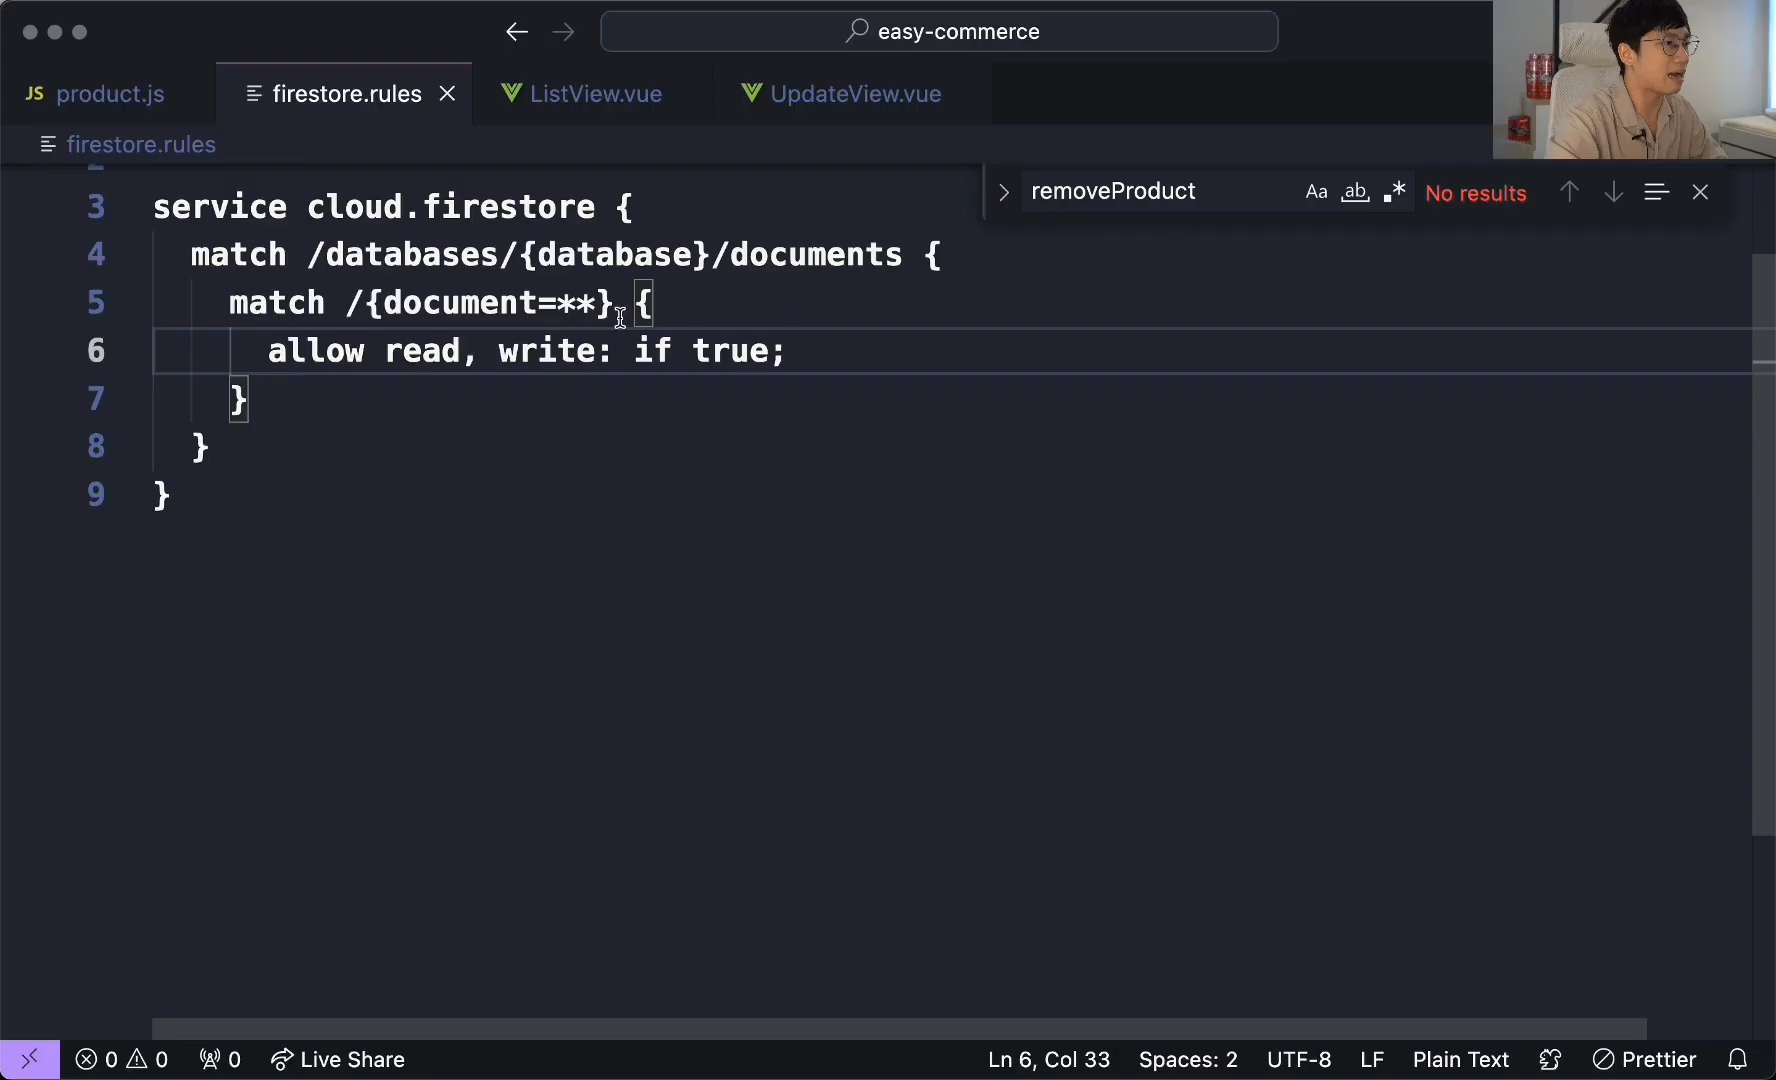 easy-commerce
JS product.js
firestore.rules
ListView.vue
UpdateView.vue
firestore.rules
removeProduct
Aa
ab
No results
3 service cloud.firestore {
4 match /databases/{database}/documents {
5 match /{document=**} {
6 allow read, write: if true;
7 }
8 }
9 }
0 0 0 Live Share
Ln 6, Col 33 Spaces: 2 UTF-8 LF Plain Text Prettier